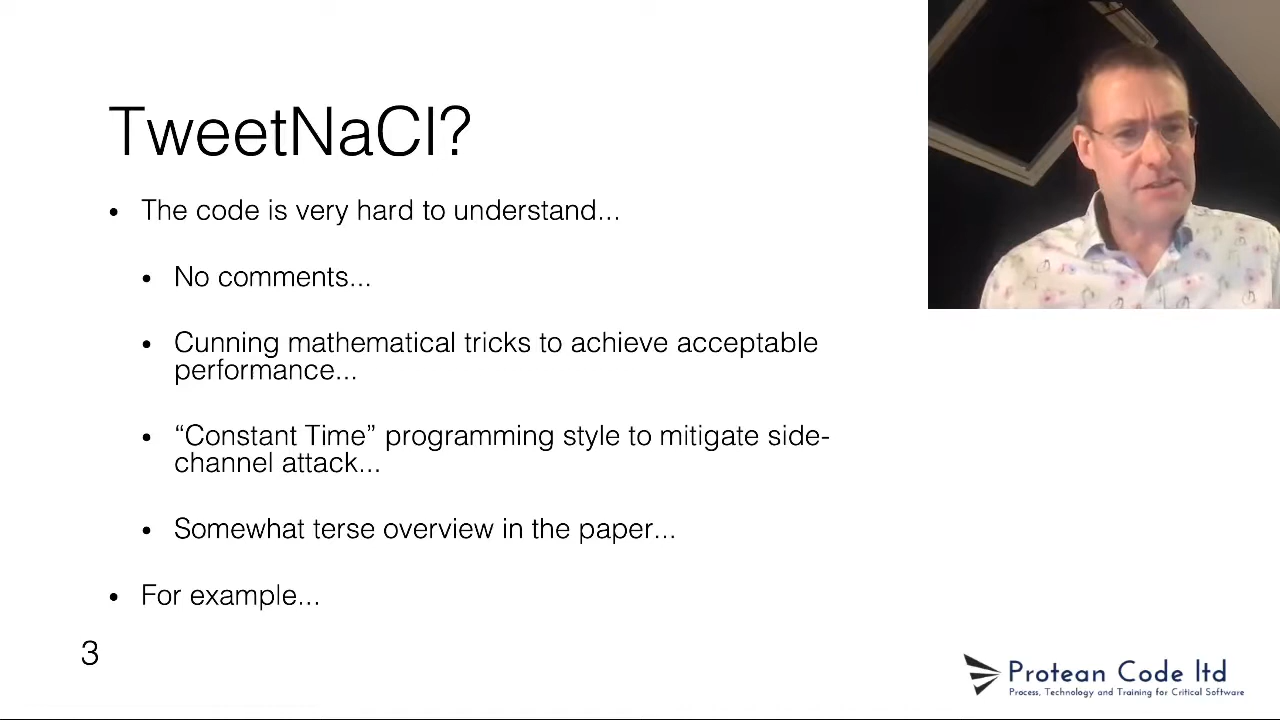 TweetNaCl?
• The code is very hard to understand...
• No comments...
• Cunning mathematical tricks to achieve acceptable
performance...
• “Constant Time” programming style to mitigate side-
channel attack...
• Somewhat terse overview in the paper...
• For example...
3
Protean Code ltd
Process, Technology and Training for Critical Software